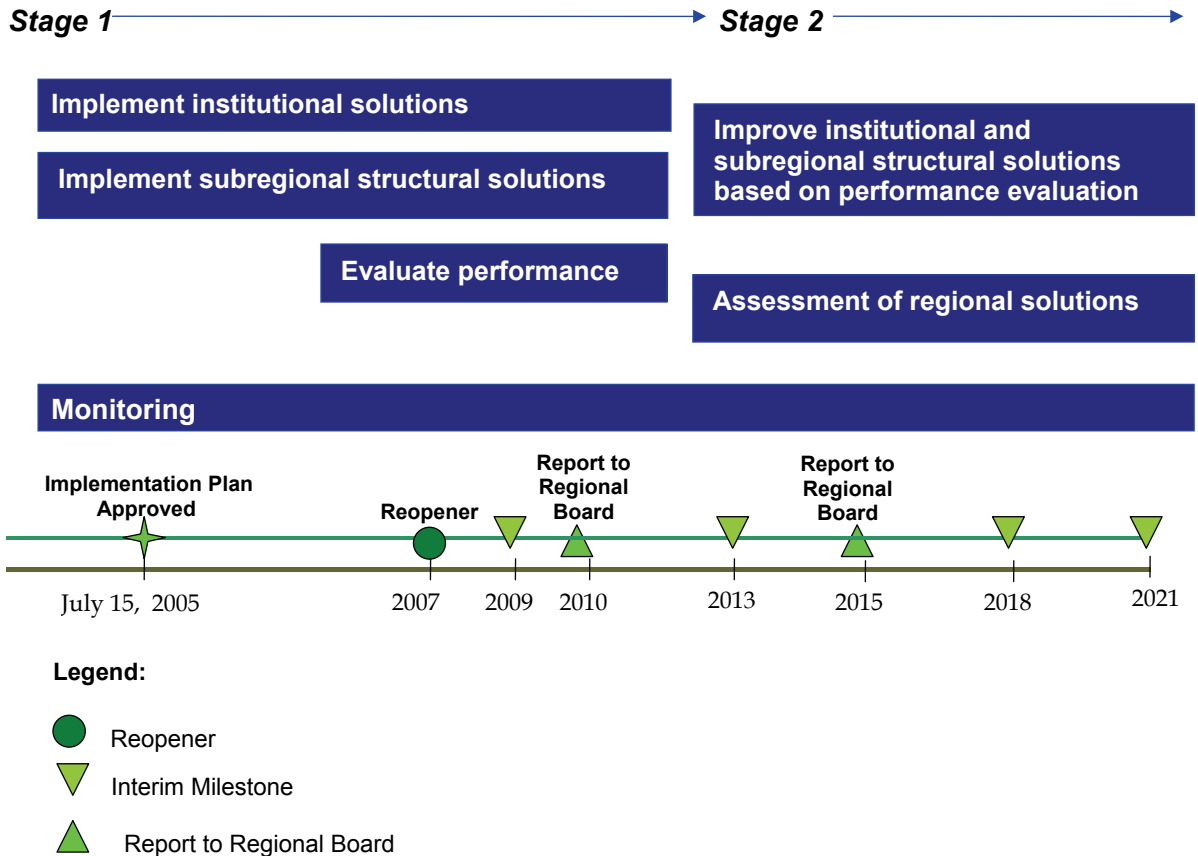 Stage 1
Stage 2
Implement institutional solutions
Implement subregional structural solutions
Improve institutional and
subregional structural solutions
based on performance evaluation
Evaluate performance
Assessment of regional solutions
Monitoring
Implementation Plan
Approved
Reopener
Report to
Regional
Board
Report to
Regional
Board
July 15, 2005
2007
2009
2010
2013
2015
2018
2021
Legend:
Reopener
Interim Milestone
Report to Regional Board